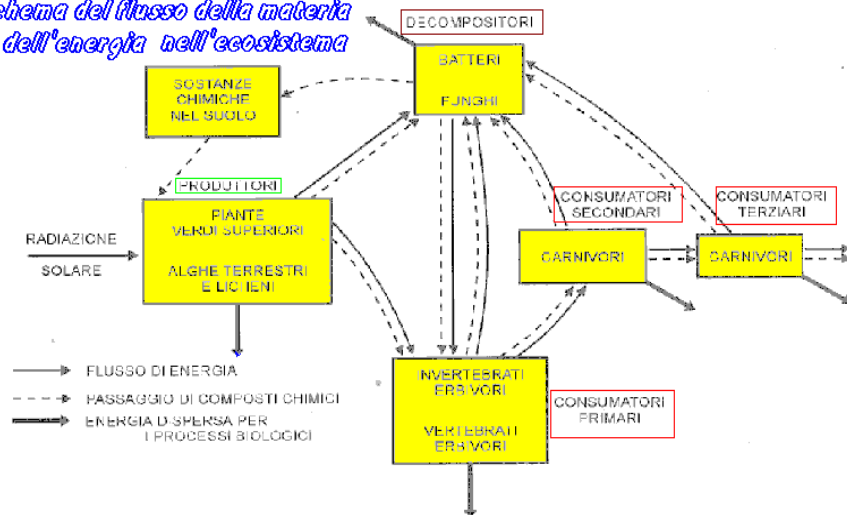 schema del flusso della materia
dell'energia nell'ecosistema
DECOMPOSITORI
BATTERI
FUNGHI
SOSTANZE
CHIMICHE
NEL SUOLO
PRODUTTORI
PIANTE
VERDI SUPERIORI
ALGHE TERRESTRI
E LICHENI
RADIAZIONE
SOLARE
CONSUMATORI
SECONDARI
CONSUMATORI
TERZIARI
CARNIVORI
CARNIVORI
INVERTEBRATI
ERBIVORI
VERTEBRATI
ERBIVORI
CONSUMATORI
PRIMARI
FLUSSO DI ENERGIA
PASSAGGIO DI COMPOSTI CHIMICI
ENERGIA DISPERSA PER
I PROCESSI BIOLOGICI